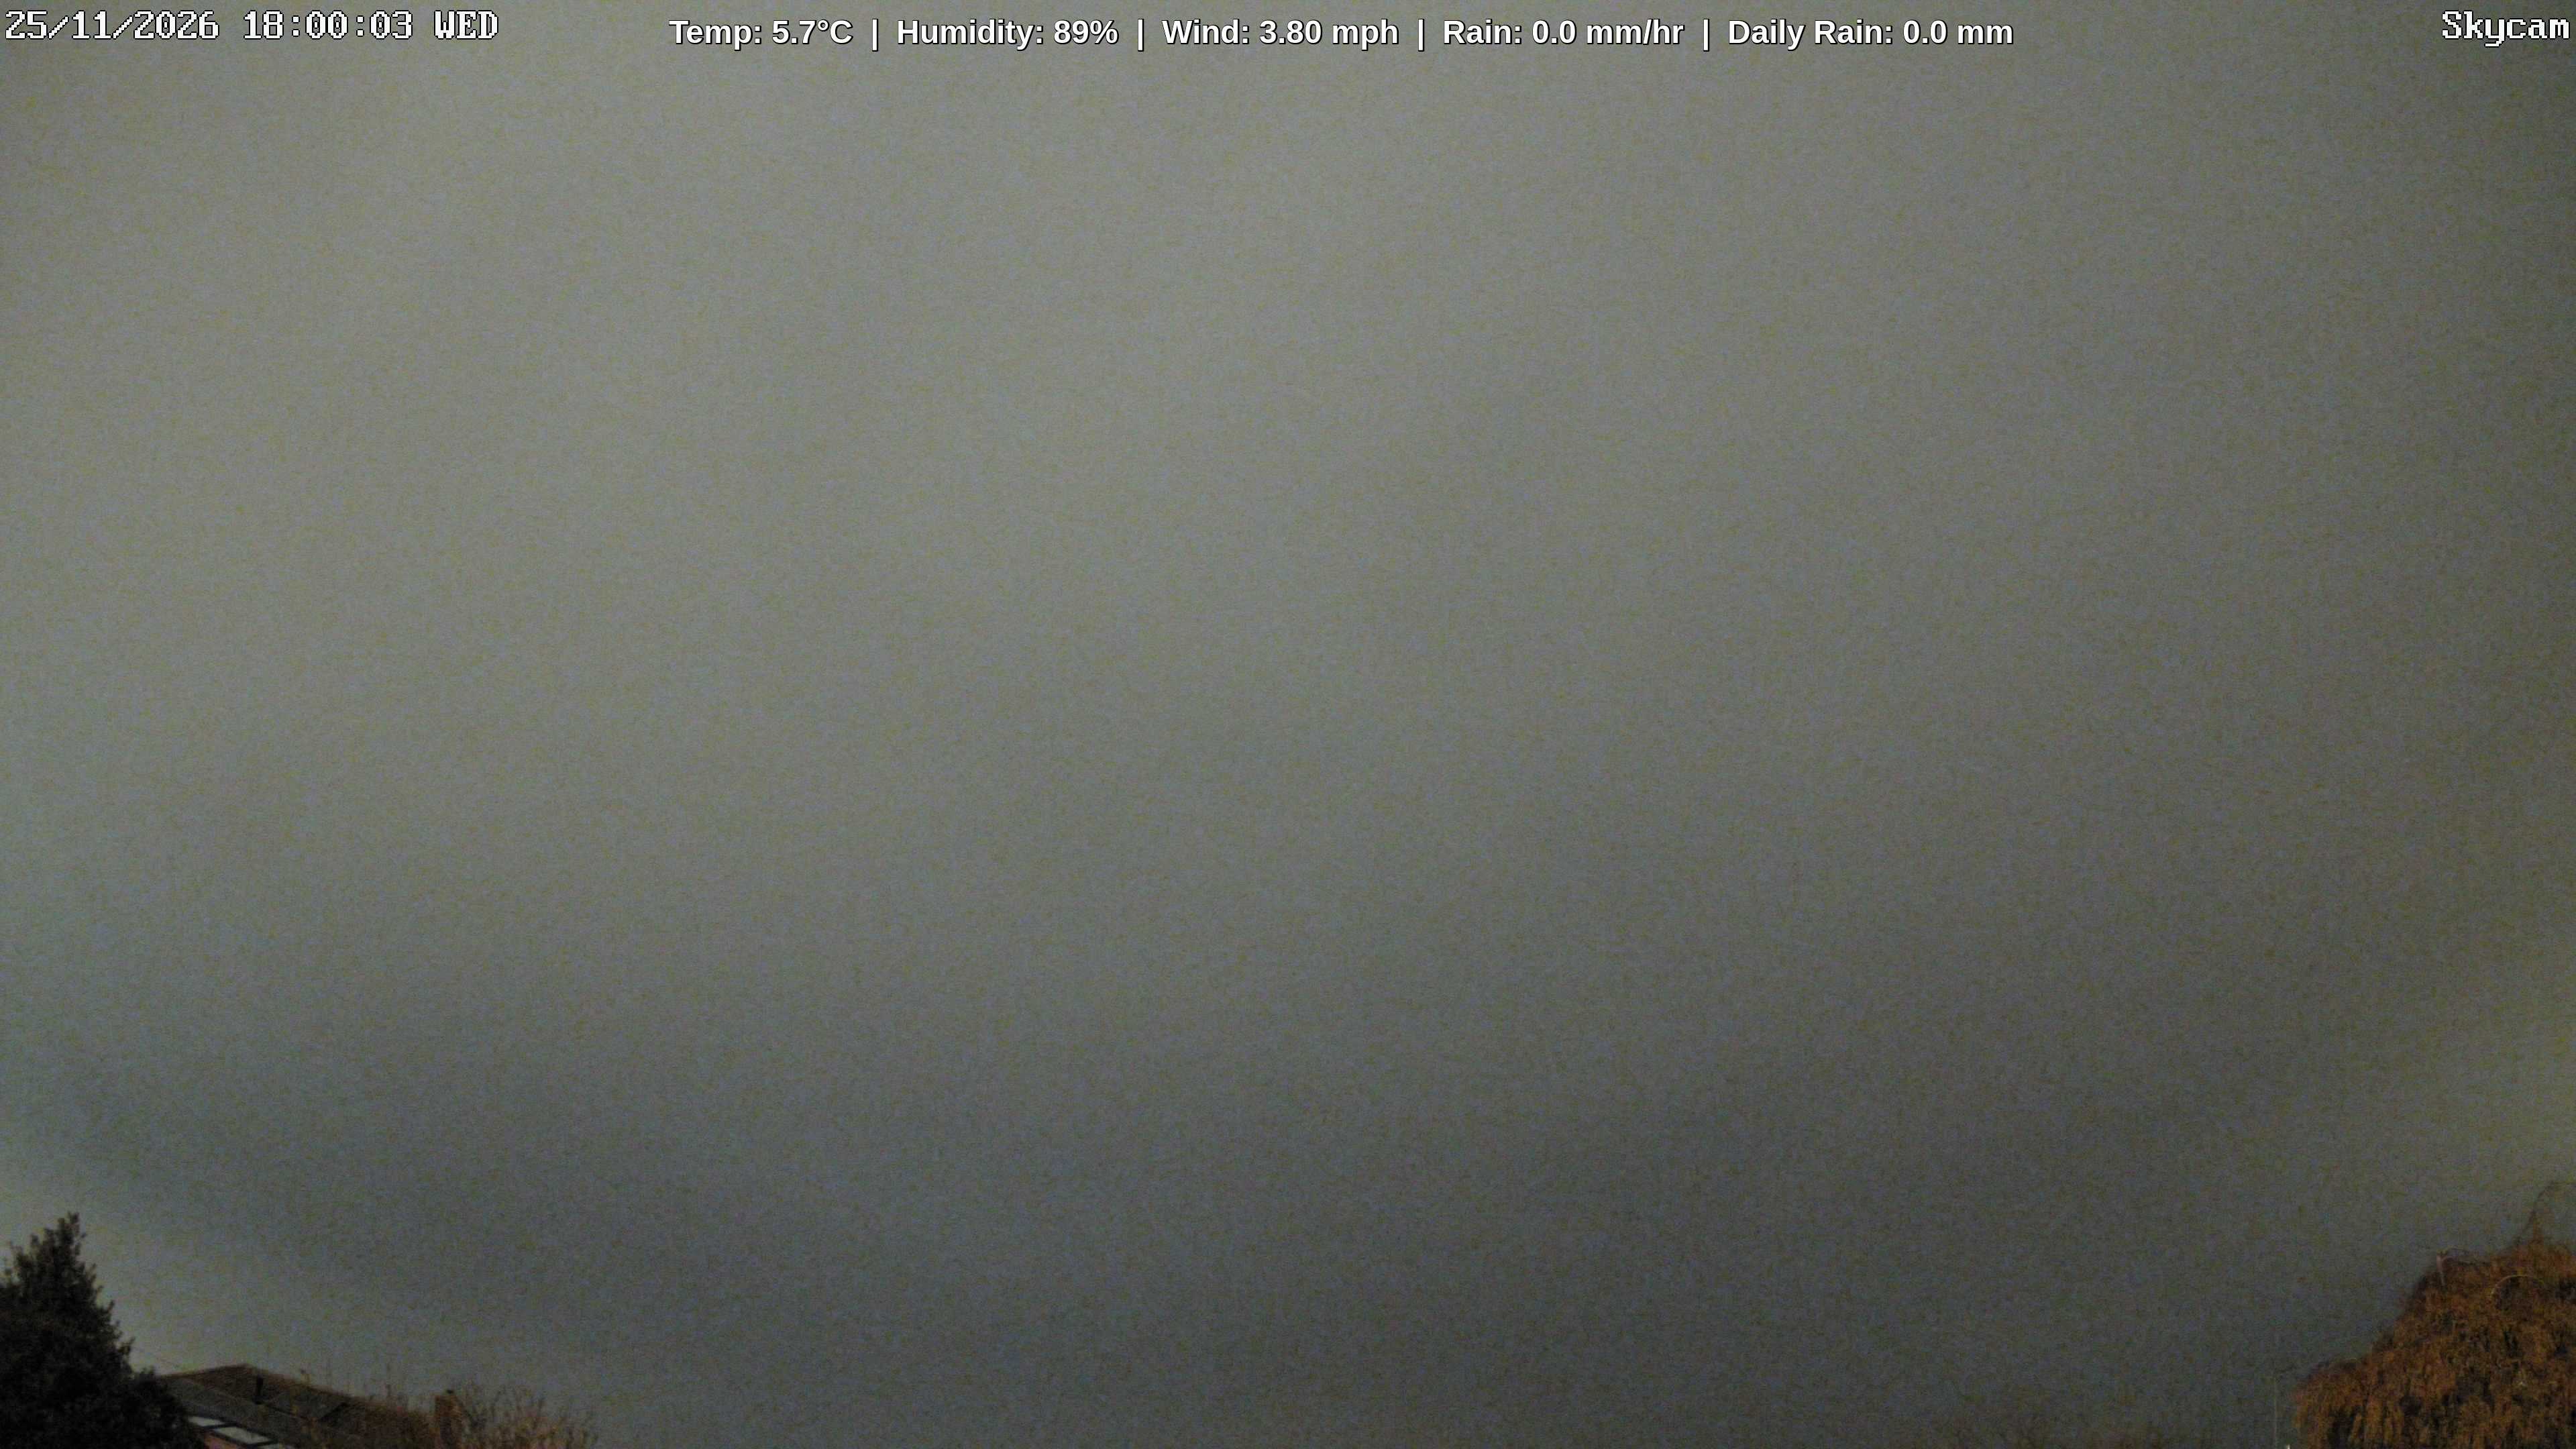 25/11/2026 18:00:03 WED
Temp: 5.7°C | Humidity: 89% | Wind: 3.80 mph | Rain: 0.0 mm/hr | Daily Rain: 0.0 mm
Skycam